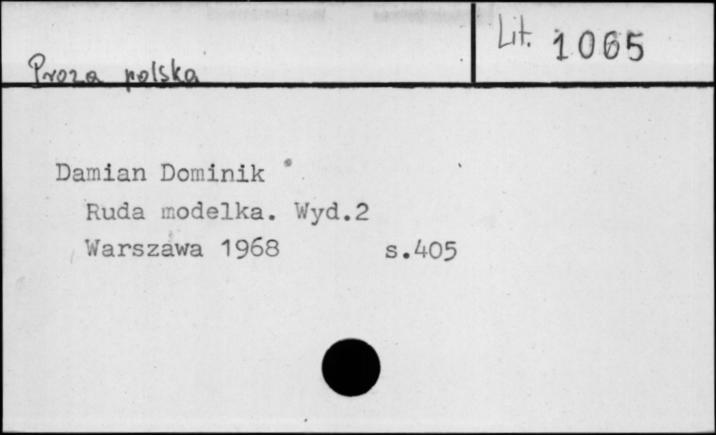 Proza polska
Lit. 1065
Damian Dominik
Ruda modelka. Wyd.2
Warszawa 1968 s.405